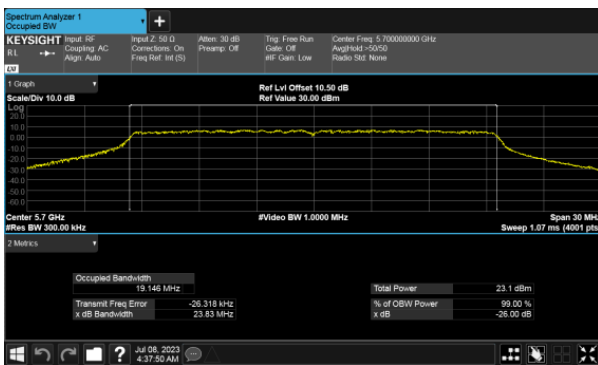 Spectrum Analyzer 1
Occupied BW
KEYSIGHT Input: RF Input Z: 50 Ω Atten: 30 dB Trig: Free Run Center Freq: 5.700000000 GHz
R L Coupling: AC Corrections: On Preamp: Off Gate: Off Avg|Hold:>50/50
Align: Auto Freq Ref: Int (S) #IF Gain: Low Radio Std: None
LXI
1 Graph Ref Lvl Offset 10.50 dB
Scale/Div 10.0 dB Ref Value 30.00 dBm
Log
20.0
10.0
0.00
-10.0
-20.0
-30.0
-40.0
-50.0
-60.0
Center 5.7 GHz #Video BW 1.0000 MHz Span 30 MHz
#Res BW 300.00 kHz Sweep 1.07 ms (4001 pts
2 Metrics
Occupied Bandwidth
19.146 MHz Total Power 23.1 dBm
Transmit Freq Error -26.318 kHz % of OBW Power 99.00 %
x dB Bandwidth 23.83 MHz x dB -26.00 dB
? Jul 08, 2023
4:37:50 AM